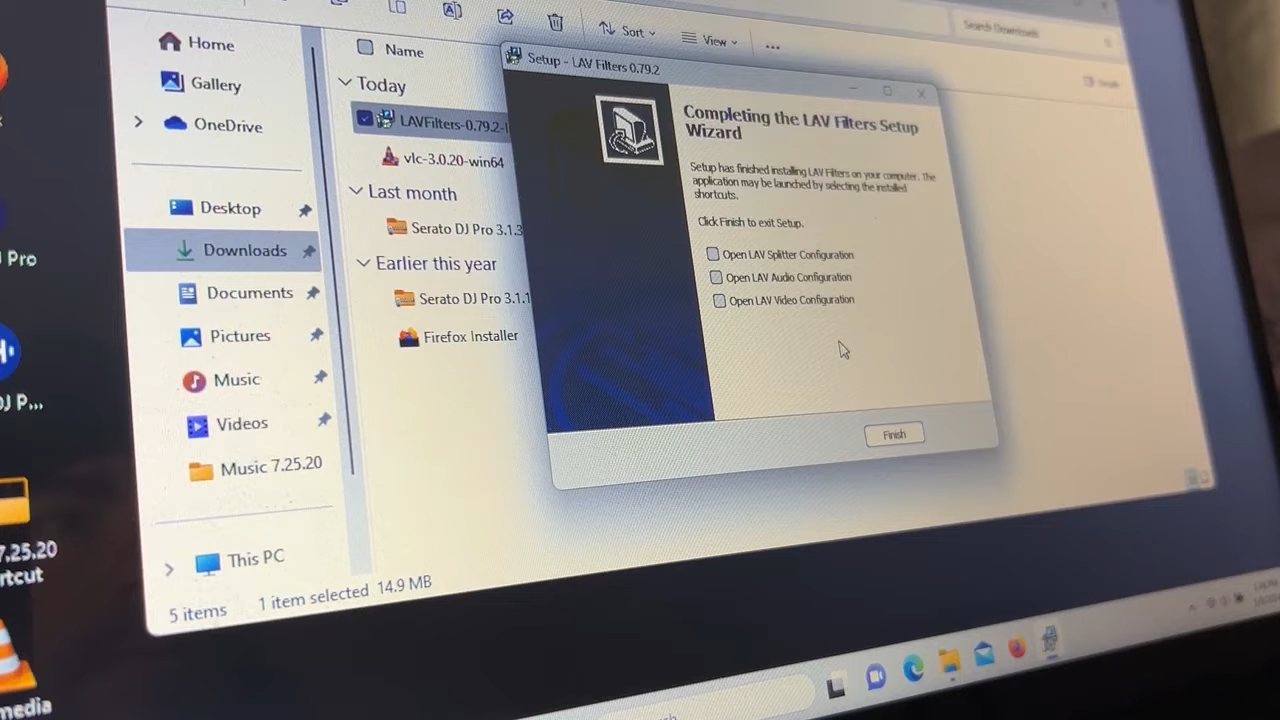 Sort
View
Search Downloads
Home
Gallery
OneDrive
Desktop
Downloads
Documents
Pictures
Music
Videos
Music 7.25.20
This PC
5 items
1 item selected 14.9 MB
Name
Today
LAVFilters-0.79.2-
vlc-3.0.20-win64
Last month
Serato DJ Pro 3.1.3
Earlier this year
Serato DJ Pro 3.1.1
Firefox Installer
Setup - LAV Filters 0.79.2
Completing the LAV Filters Setup
Wizard
Setup has finished installing LAV Filters on your computer. The
application may be launched by selecting the installed
shortcuts.
Click Finish to exit Setup.
Open LAV Splitter Configuration
Open LAV Audio Configuration
Open LAV Video Configuration
Finish
Pro
DJ P...
7.25.20
rtcut
media